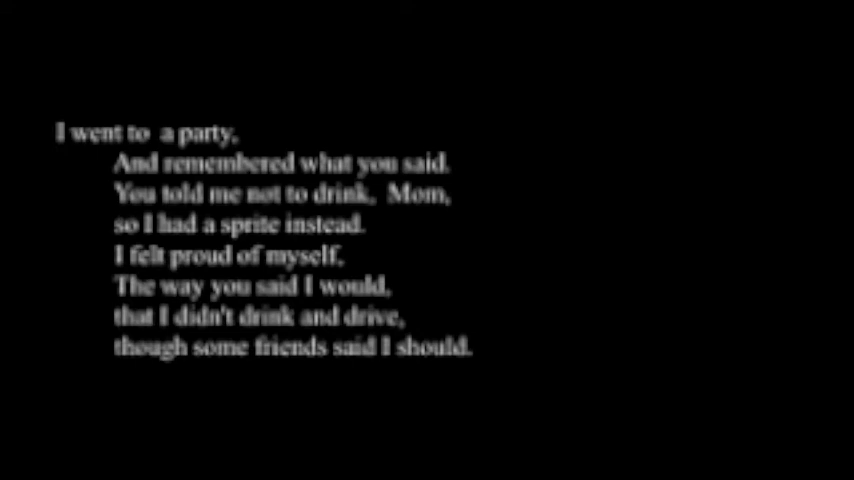 I went to a party,
And remembered what you said.
You told me not to drink, Mom,
so I had a sprite instead.
I felt proud of myself,
The way you said I would,
that I didn't drink and drive,
though some friends said I should.